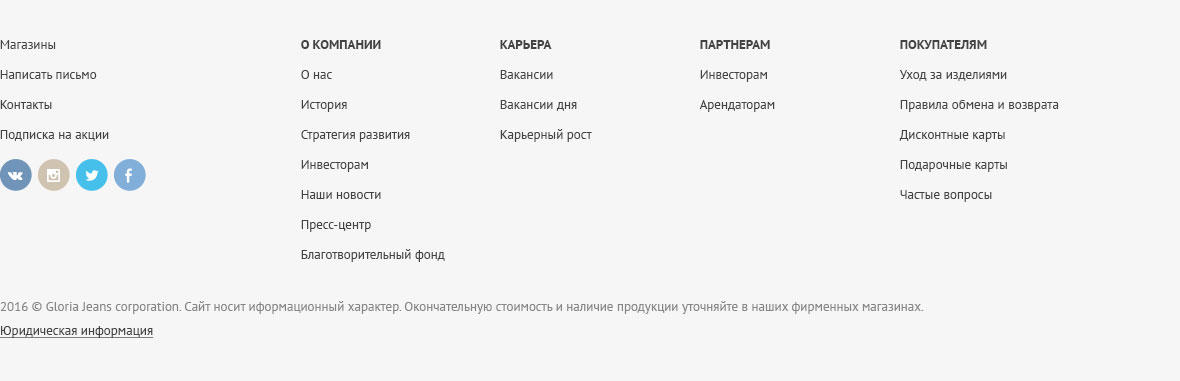 Магазины
Написать письмо
Контакты
Подписка на акции
О КОМПАНИИ
О нас
История
Стратегия развития
Инвесторам
Наши новости
Пресс-центр
Благотворительный фонд
КАРЬЕРА
Вакансии
Вакансии дня
Карьерный рост
ПАРТНЕРАМ
Инвесторам
Арендаторам
ПОКУПАТЕЛЯМ
Уход за изделиями
Правила обмена и возврата
Дисконтные карты
Подарочные карты
Частые вопросы
2016 © Gloria Jeans corporation. Сайт носит иформационный характер. Окончательную стоимость и наличие продукции уточняйте в наших фирменных магазинах.
Юридическая информация